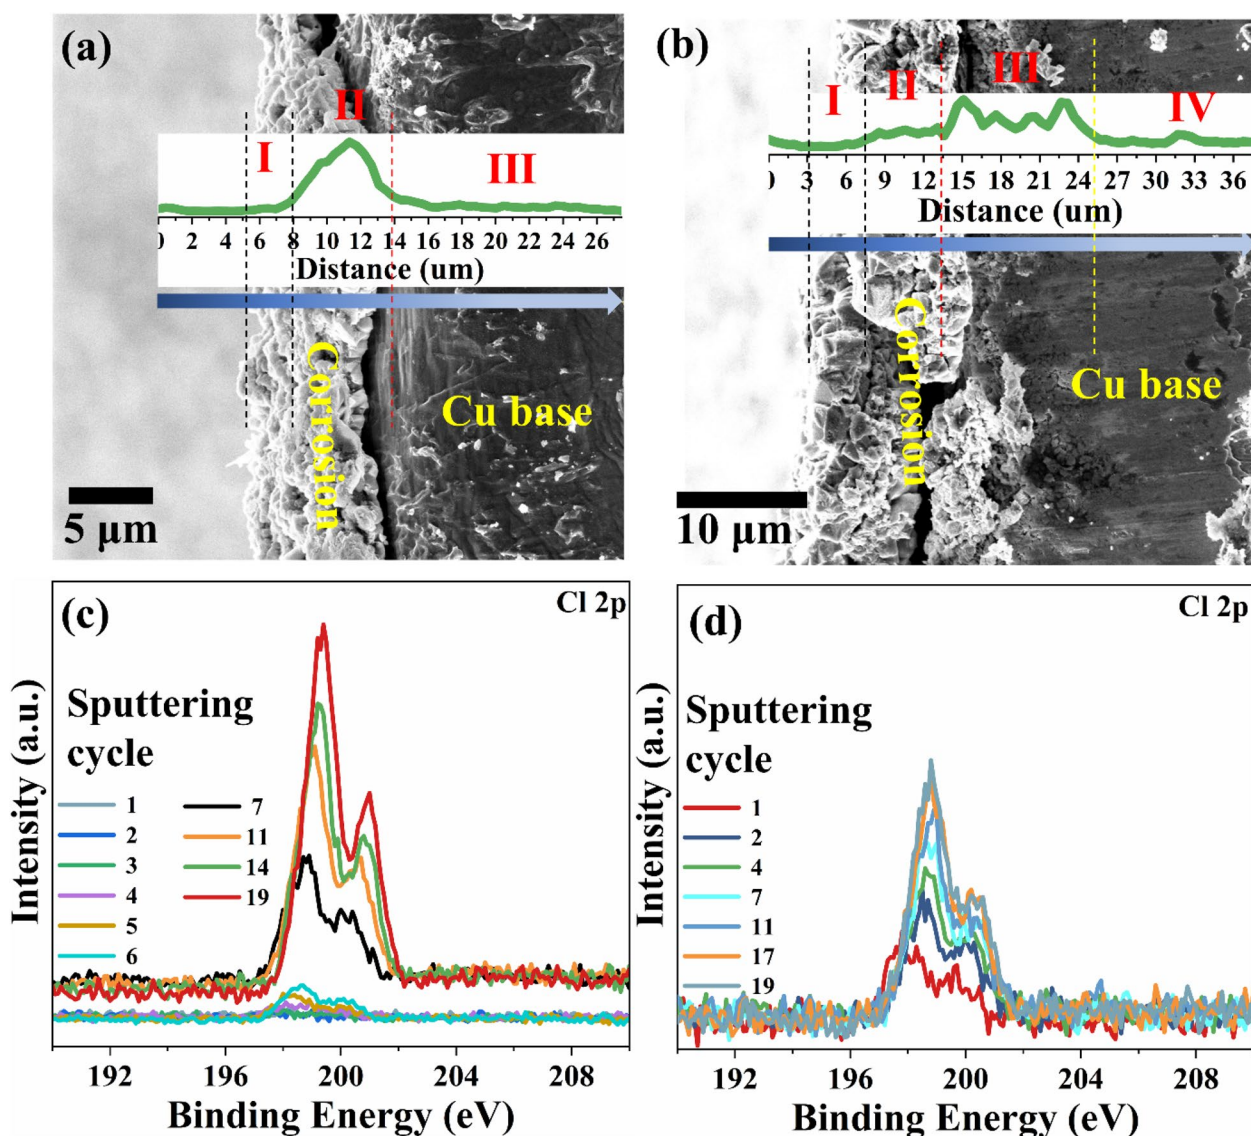 (a)
II
I
III
0 2 4 6 8 10 12 14 16 18 20 22 24 26
Distance (um)
Corrosion
Cu base
5 μm
(b)
I
II
III
IV
0 3 6 9 12 15 18 21 24 27 30 33 36
Distance (um)
Corrosion
Cu base
10 μm
(c)
Cl 2p
Sputtering
cycle
1
2
3
4
5
6
7
11
14
19
Intensity (a.u.)
192 196 200 204 208
Binding Energy (eV)
(d)
Cl 2p
Sputtering
cycle
1
2
4
7
11
17
19
Intensity (a.u.)
192 196 200 204 208
Binding Energy (eV)